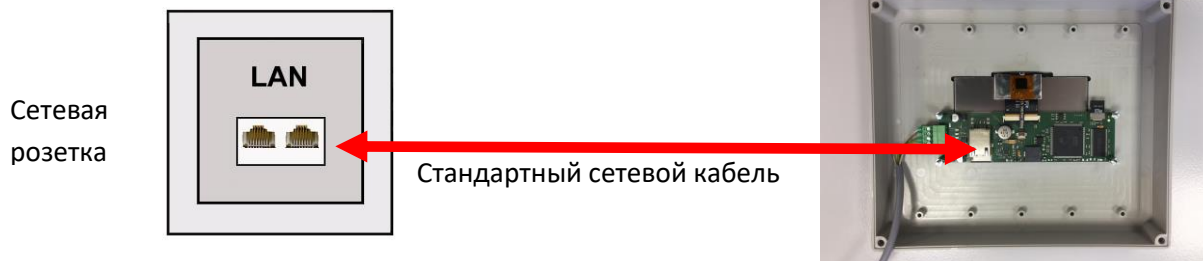 LAN
Сетевая
розетка
Стандартный сетевой кабель